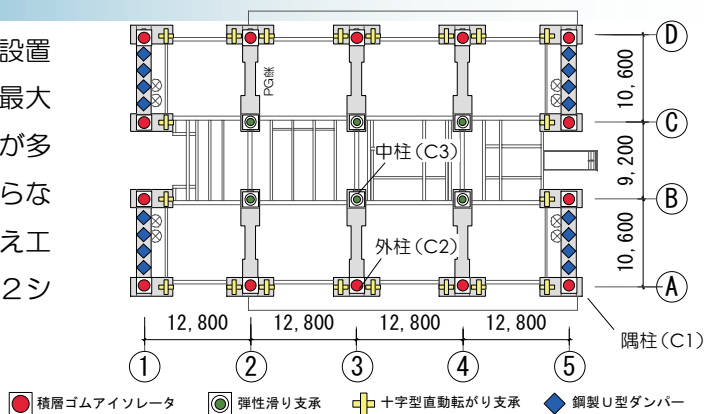 設置
最大
が多
らな
え工
2シ
PG梁
中柱(C3)
外柱(C2)
隅柱(C1)
D
C
B
A
10,600
9,200
10,600
12,800 12,800 12,800 12,800
1 2 3 4 5
積層ゴムアイソレータ 弾性滑り支承 十字型直動転がり支承 鋼製U型ダンパー